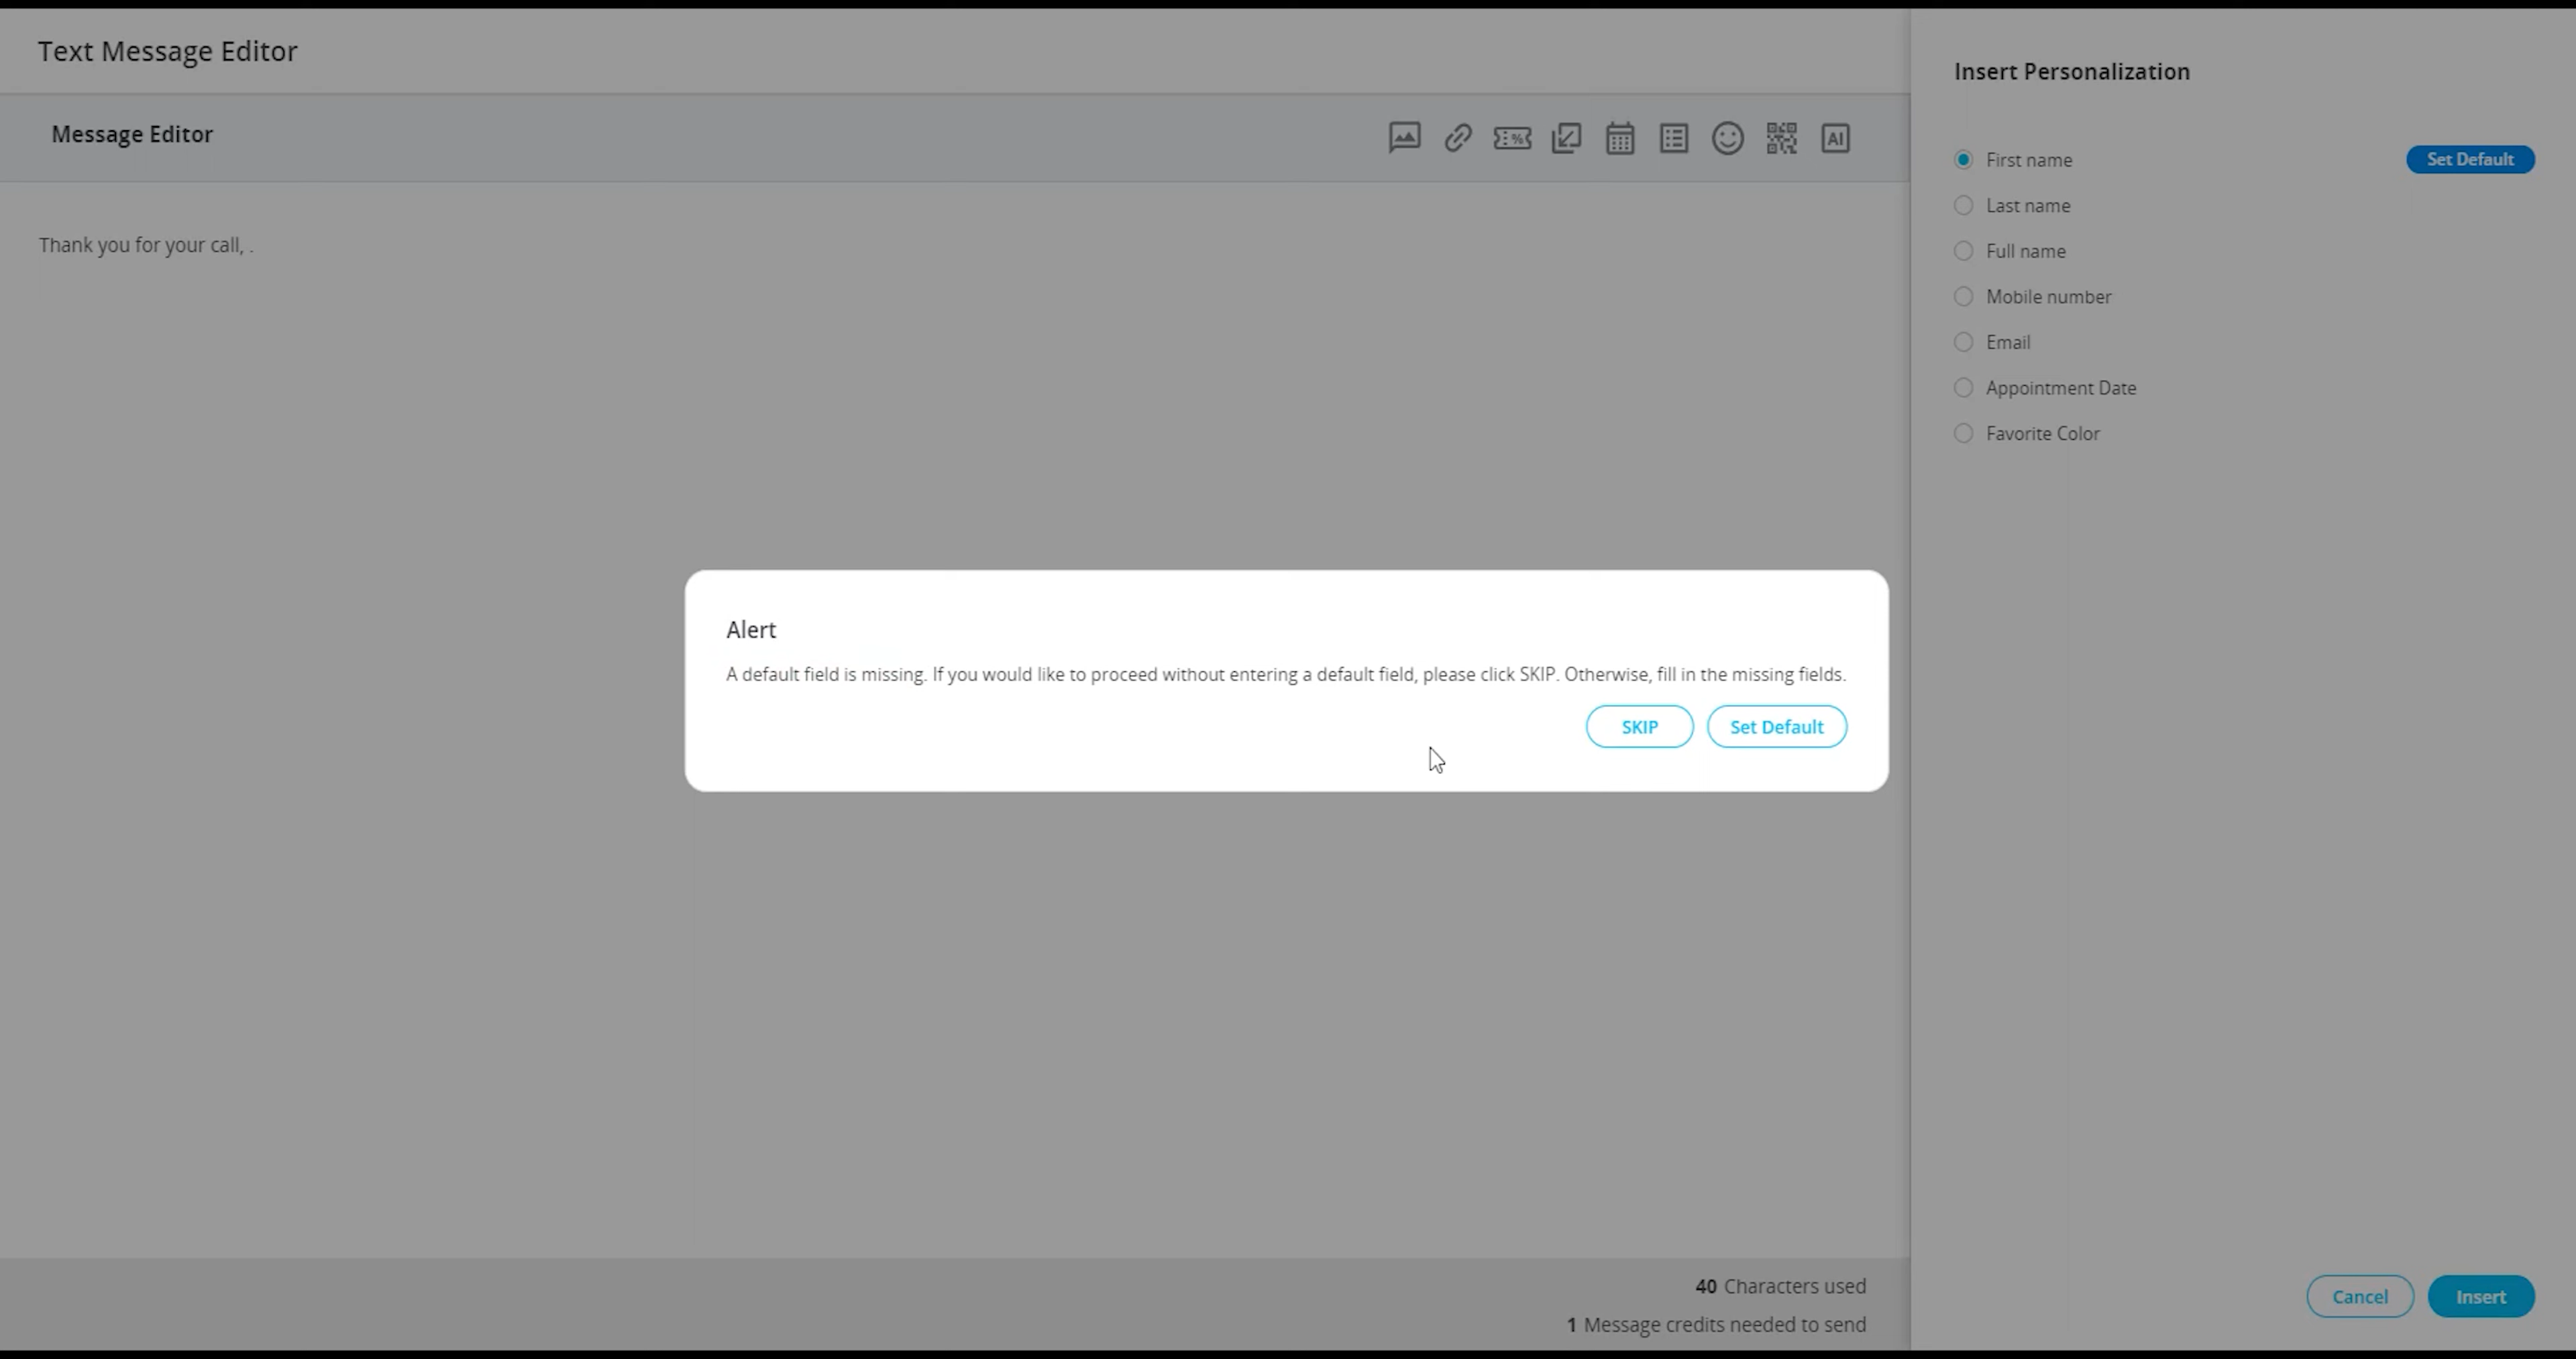 Text Message Editor
Insert Personalization
Message Editor
%
AI
First name
Set Default
Last name
Thank you for your call, .
Full name
Mobile number
Email
Appointment Date
Favorite Color
Alert
A default field is missing. If you would like to proceed without entering a default field, please click SKIP. Otherwise, fill in the missing fields.
SKIP
Set Default
40 Characters used
1 Message credits needed to send
Cancel
Insert